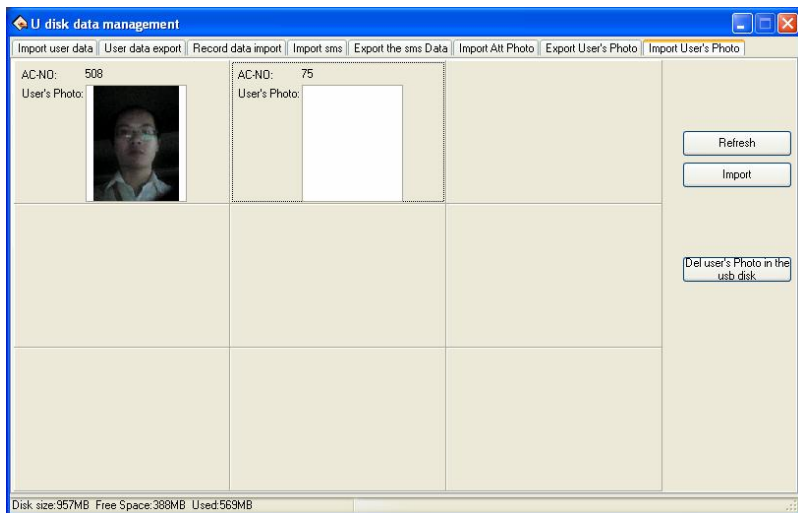 U disk data management
Import user data User data export Record data import Import sms Export the sms Data Import Att Photo Export User's Photo Import User's Photo
AC-NO: 508
User's Photo:
AC-NO: 75
User's Photo:
Refresh
Import
Del user's Photo in the
usb disk
Disk size:957MB Free Space:388MB Used:569MB